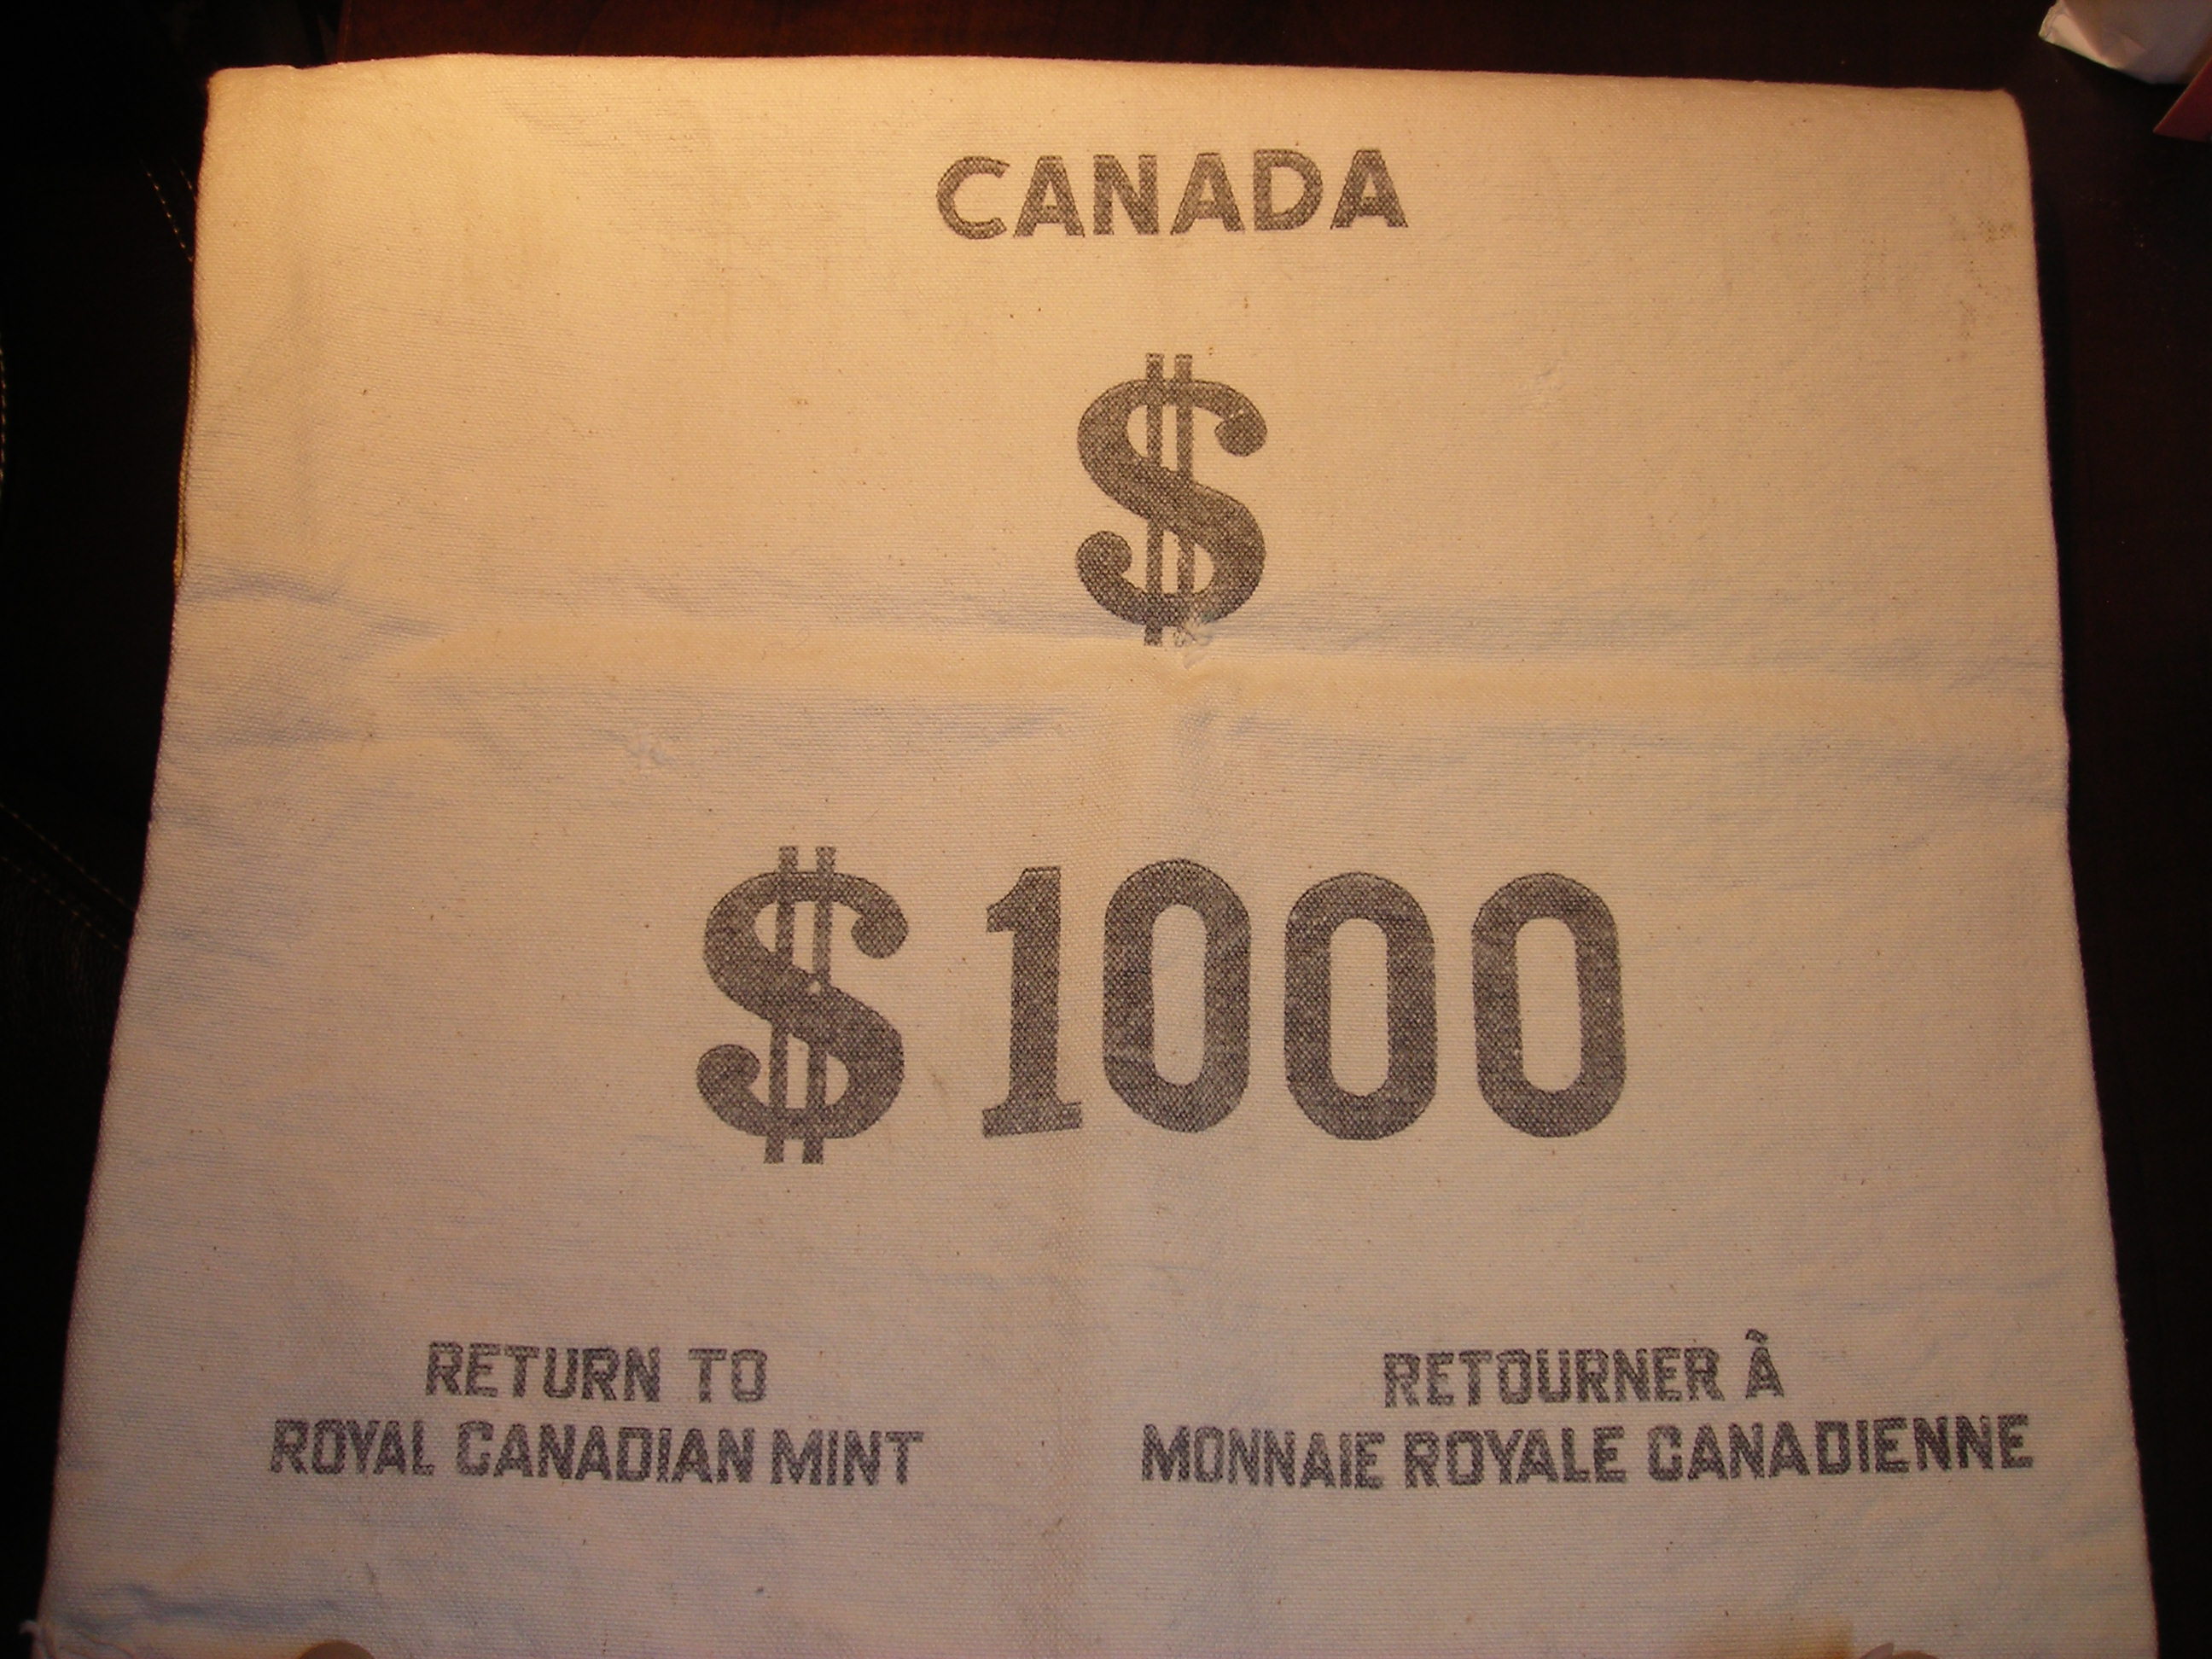 CANADA
$
$1000
RETURN TO
ROYAL CANADIAN MINT
RETOURNER À
MONNAIE ROYALE CANADIENNE